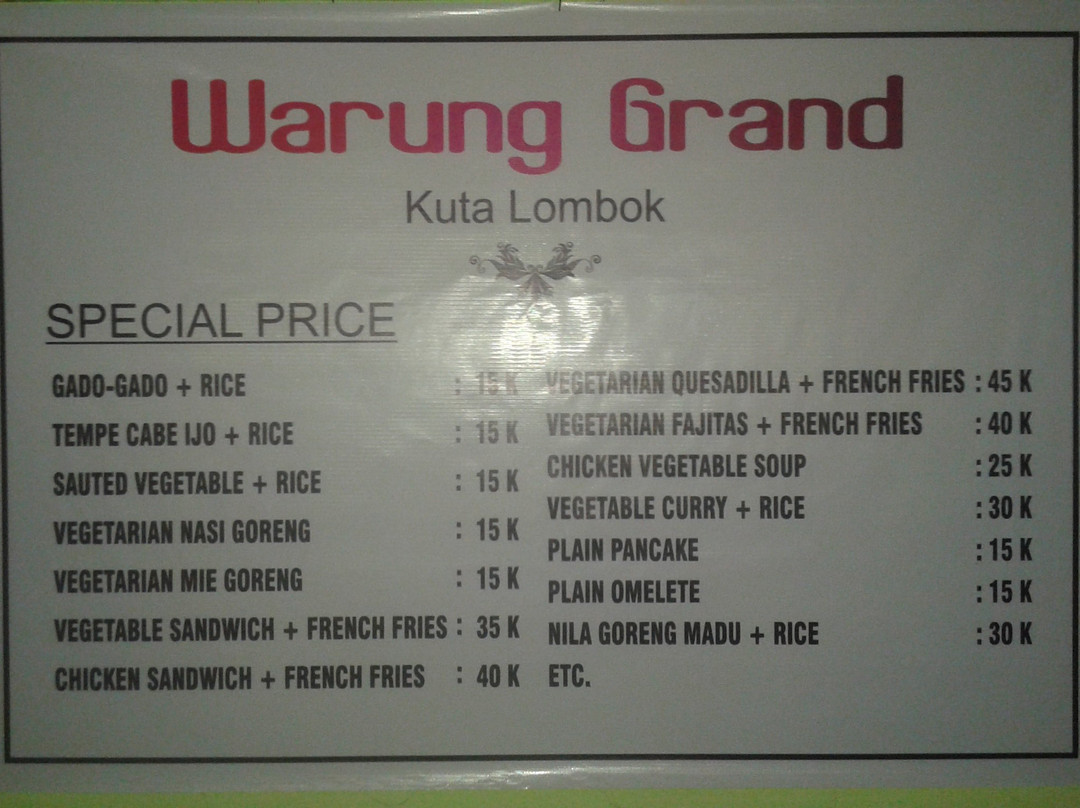 Warung Grand
Kuta Lombok
SPECIAL PRICE
GADO-GADO + RICE : 15 K
TEMPE CABE IJO + RICE : 15 K
SAUTED VEGETABLE + RICE : 15 K
VEGETARIAN NASI GORENG : 15 K
VEGETARIAN MIE GORENG : 15 K
VEGETABLE SANDWICH + FRENCH FRIES : 35 K
CHICKEN SANDWICH + FRENCH FRIES : 40 K
VEGETARIAN QUESADILLA + FRENCH FRIES : 45 K
VEGETARIAN FAJITAS + FRENCH FRIES : 40 K
CHICKEN VEGETABLE SOUP : 25 K
VEGETABLE CURRY + RICE : 30 K
PLAIN PANCAKE : 15 K
PLAIN OMELETE : 15 K
NILA GORENG MADU + RICE : 30 K
ETC.